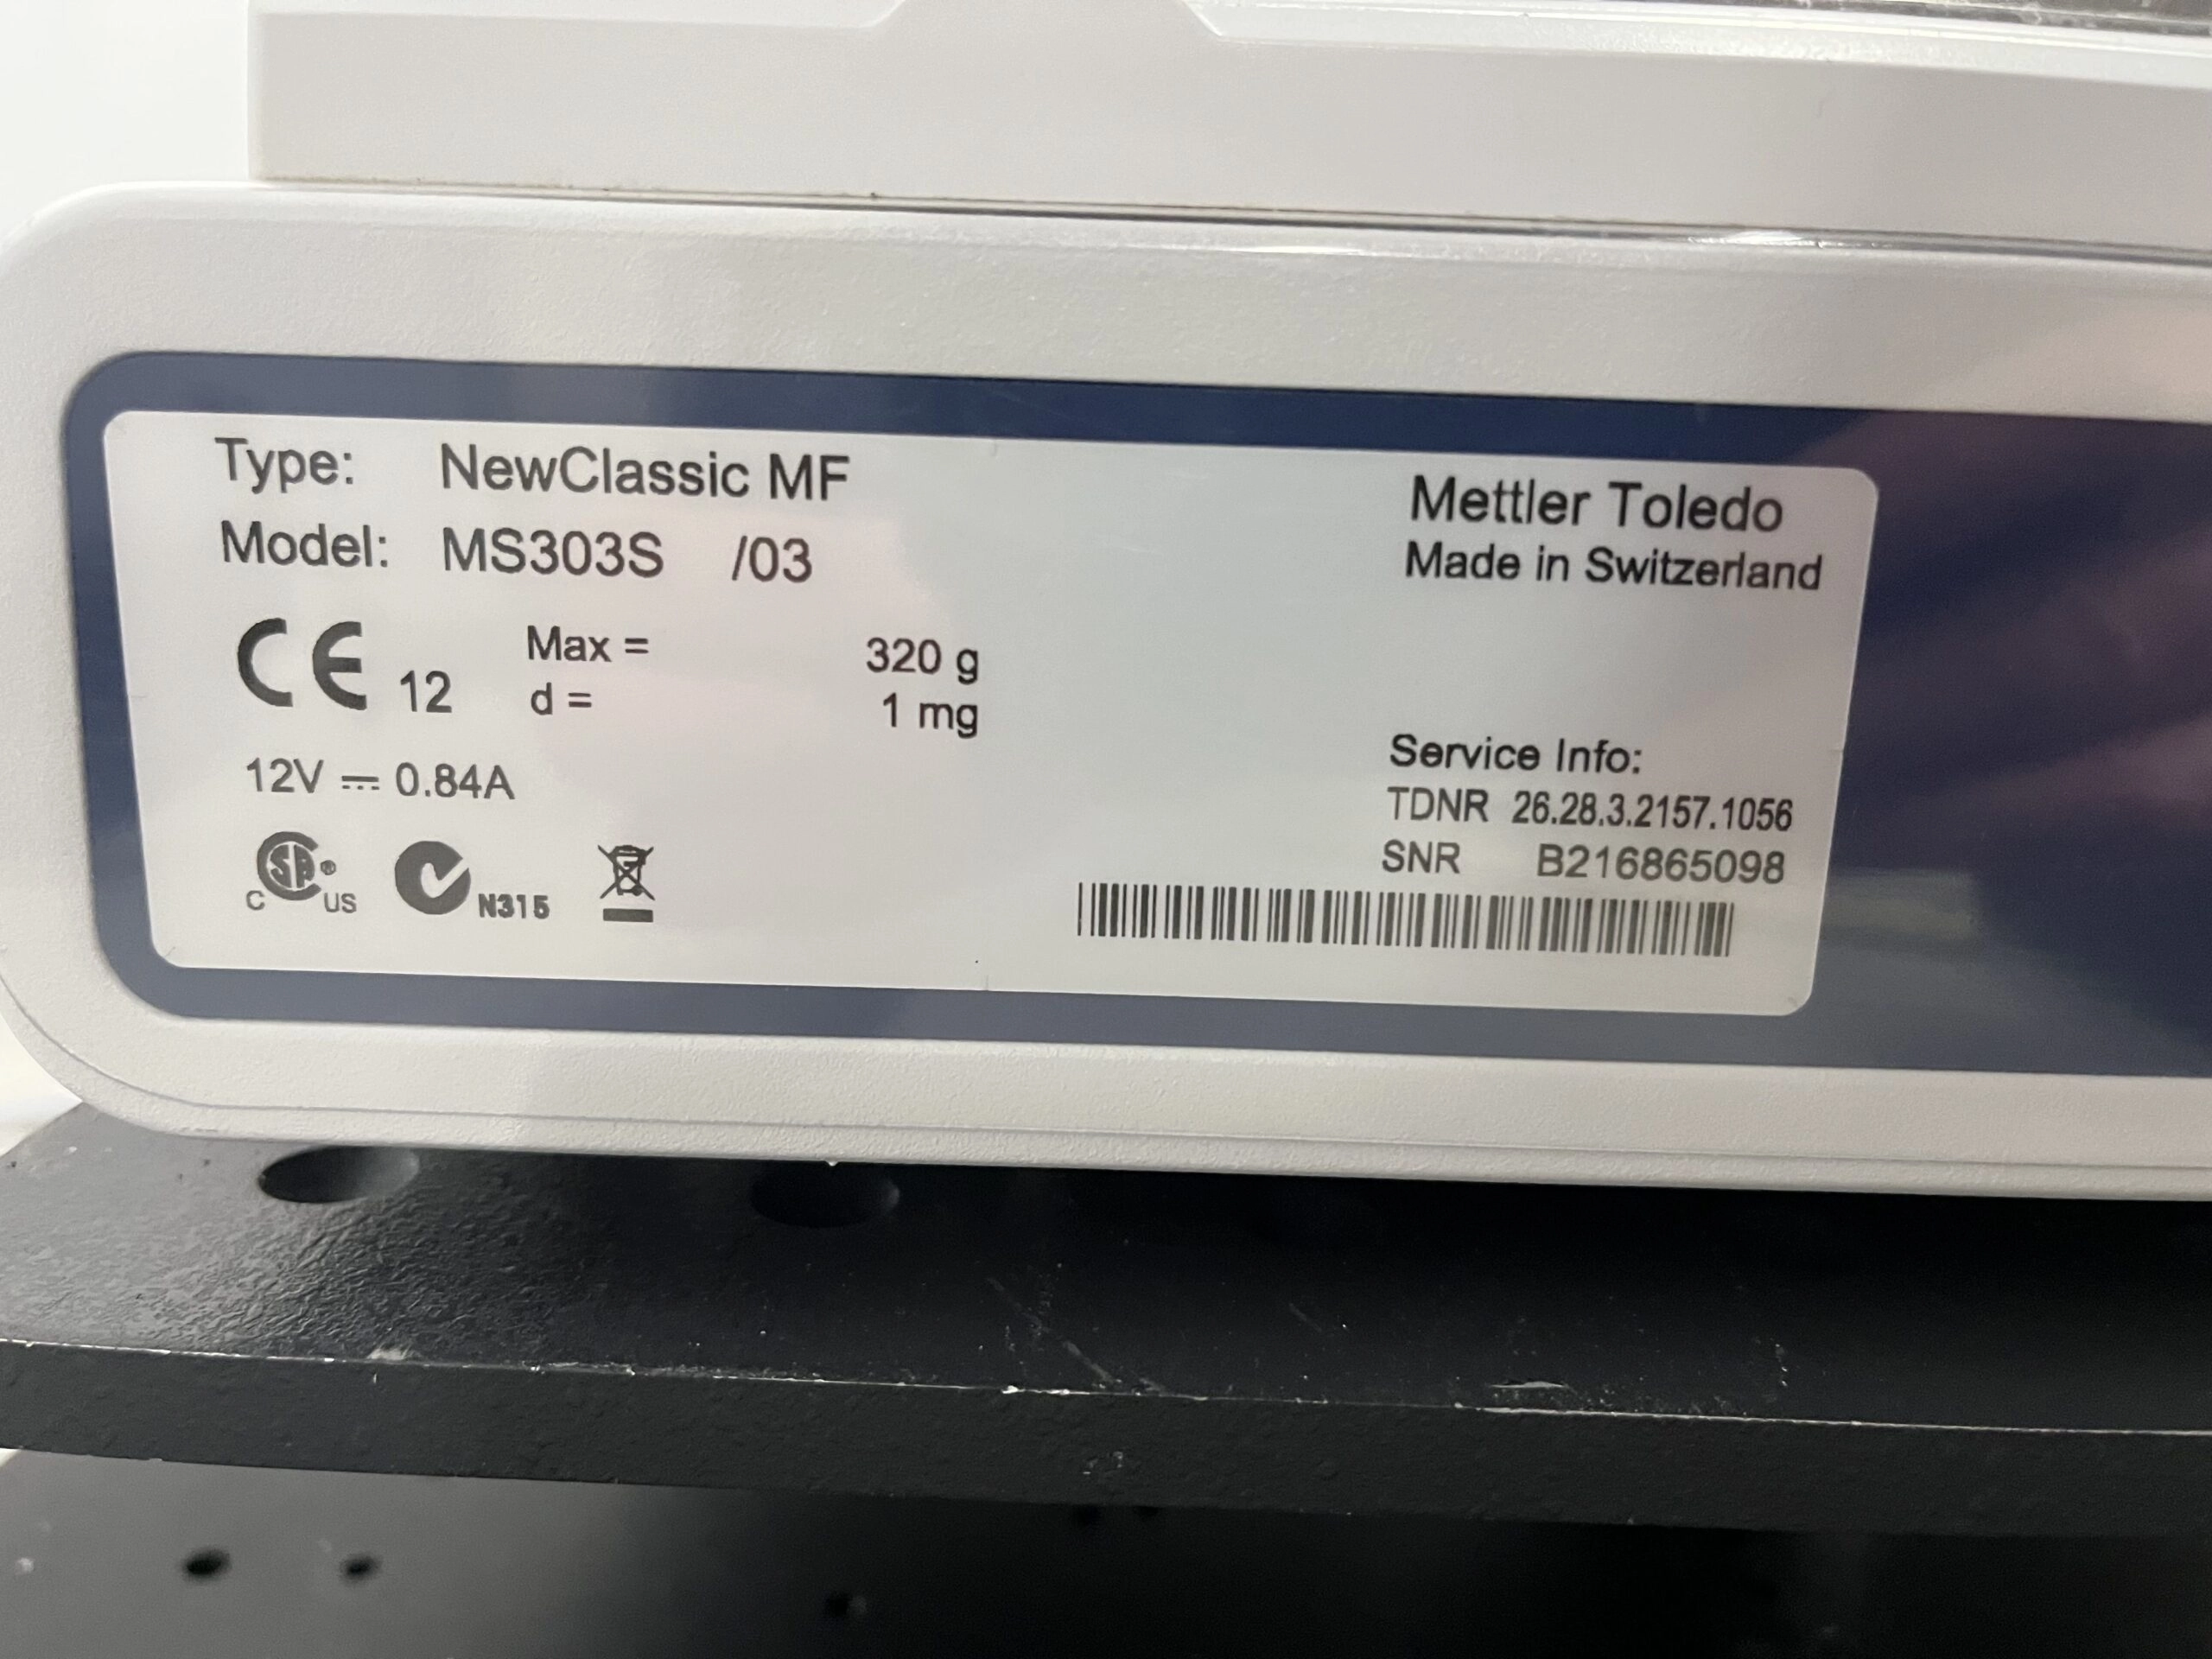 Type: NewClassic MF
Model: MS303S /03
Mettler Toledo
Made in Switzerland
CE 12
Max = 320 g
d = 1 mg
12V ⎓ 0.84A
Service Info:
TDNR 26.28.3.2157.1056
SNR B216865098
C SA® US
N315